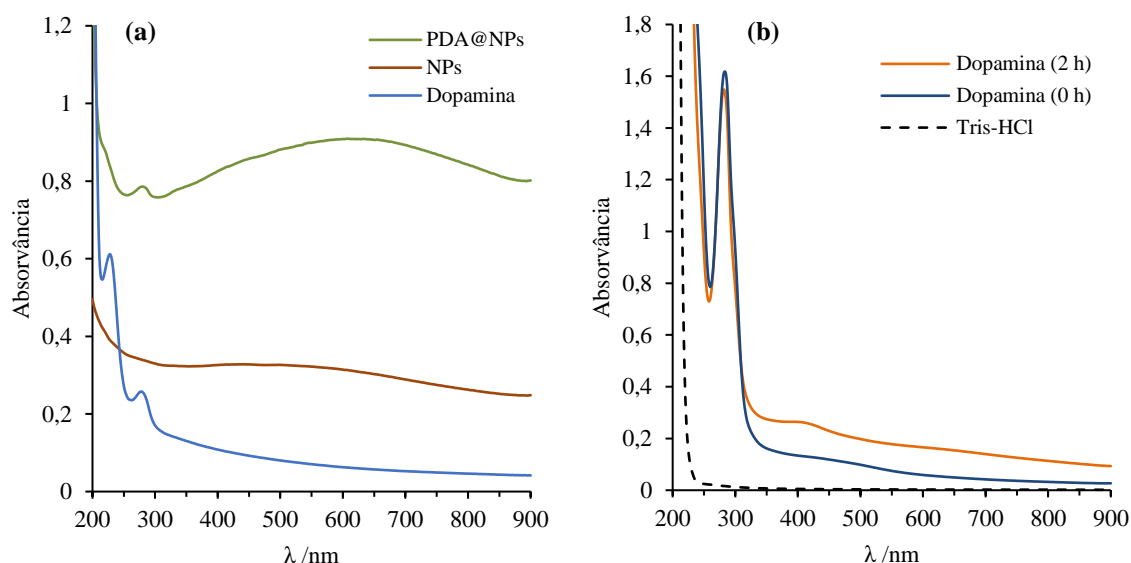 (a)
PDA@NPs
NPs
Dopamina
1,2
1
0,8
0,6
0,4
0,2
0
Absorvância
200 300 400 500 600 700 800 900
λ /nm
(b)
Dopamina (2 h)
Dopamina (0 h)
Tris-HCl
1,8
1,6
1,4
1,2
1
0,8
0,6
0,4
0,2
0
Absorvância
200 300 400 500 600 700 800 900
λ /nm